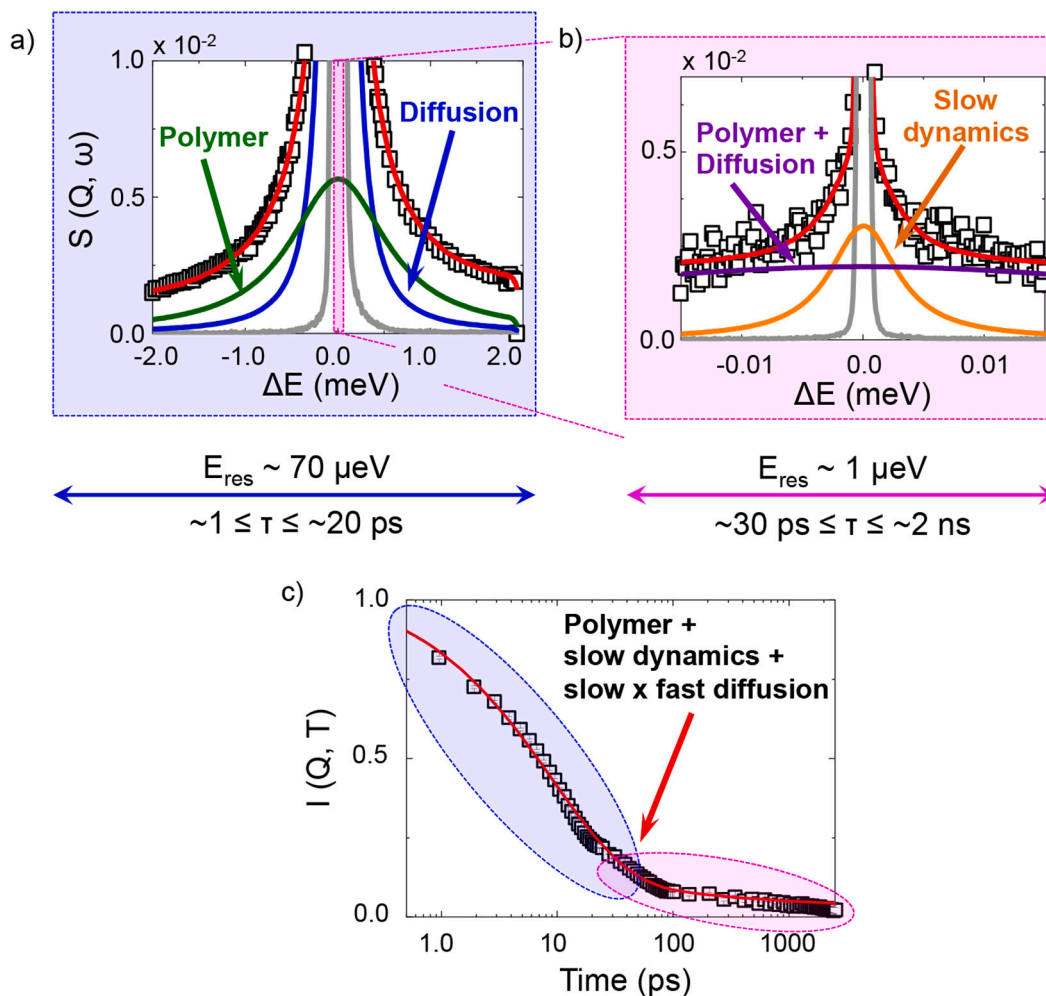 a)
x 10⁻²
1.0
0.5
0.0
S (Q, ω)
Polymer
Diffusion
-2.0 -1.0 0.0 1.0 2.0
ΔE (meV)
b)
x 10⁻²
0.5
0.0
Polymer +
Diffusion
Slow
dynamics
-0.01 0.0 0.01
ΔE (meV)
E_res ~ 70 µeV
~1 ≤ τ ≤ ~20 ps
E_res ~ 1 µeV
~30 ps ≤ τ ≤ ~2 ns
c)
1.0
0.5
0.0
I (Q, T)
Polymer +
slow dynamics +
slow x fast diffusion
1.0 10 100 1000
Time (ps)